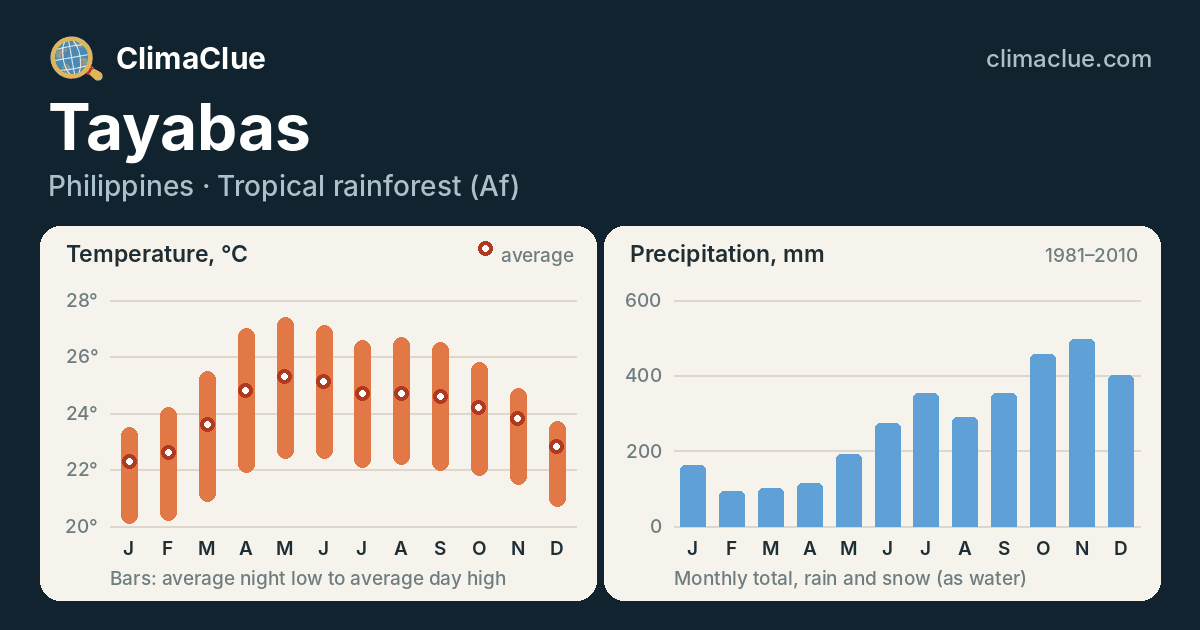 ClimaClue
climaclue.com
Tayabas
Philippines · Tropical rainforest (Af)
Temperature, °C
average
28°
26°
24°
22°
20°
J F M A M J J A S O N D
Bars: average night low to average day high
Precipitation, mm
1981–2010
600
400
200
0
J F M A M J J A S O N D
Monthly total, rain and snow (as water)